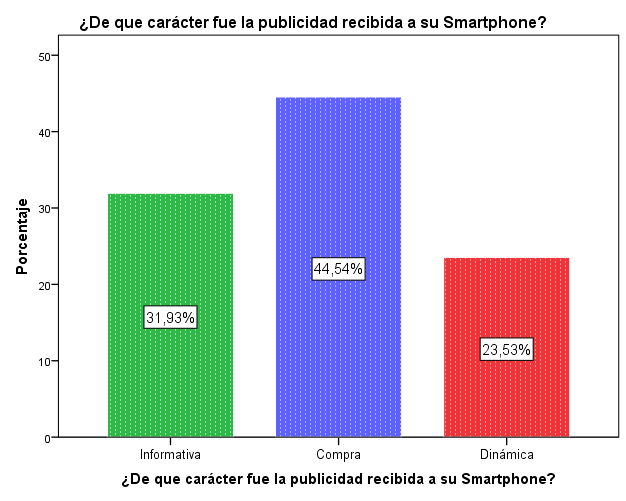 ¿De que carácter fue la publicidad recibida a su Smartphone?
50
40
30
20
10
0
Porcentaje
31,93%
44,54%
23,53%
Informativa
Compra
Dinámica
¿De que carácter fue la publicidad recibida a su Smartphone?